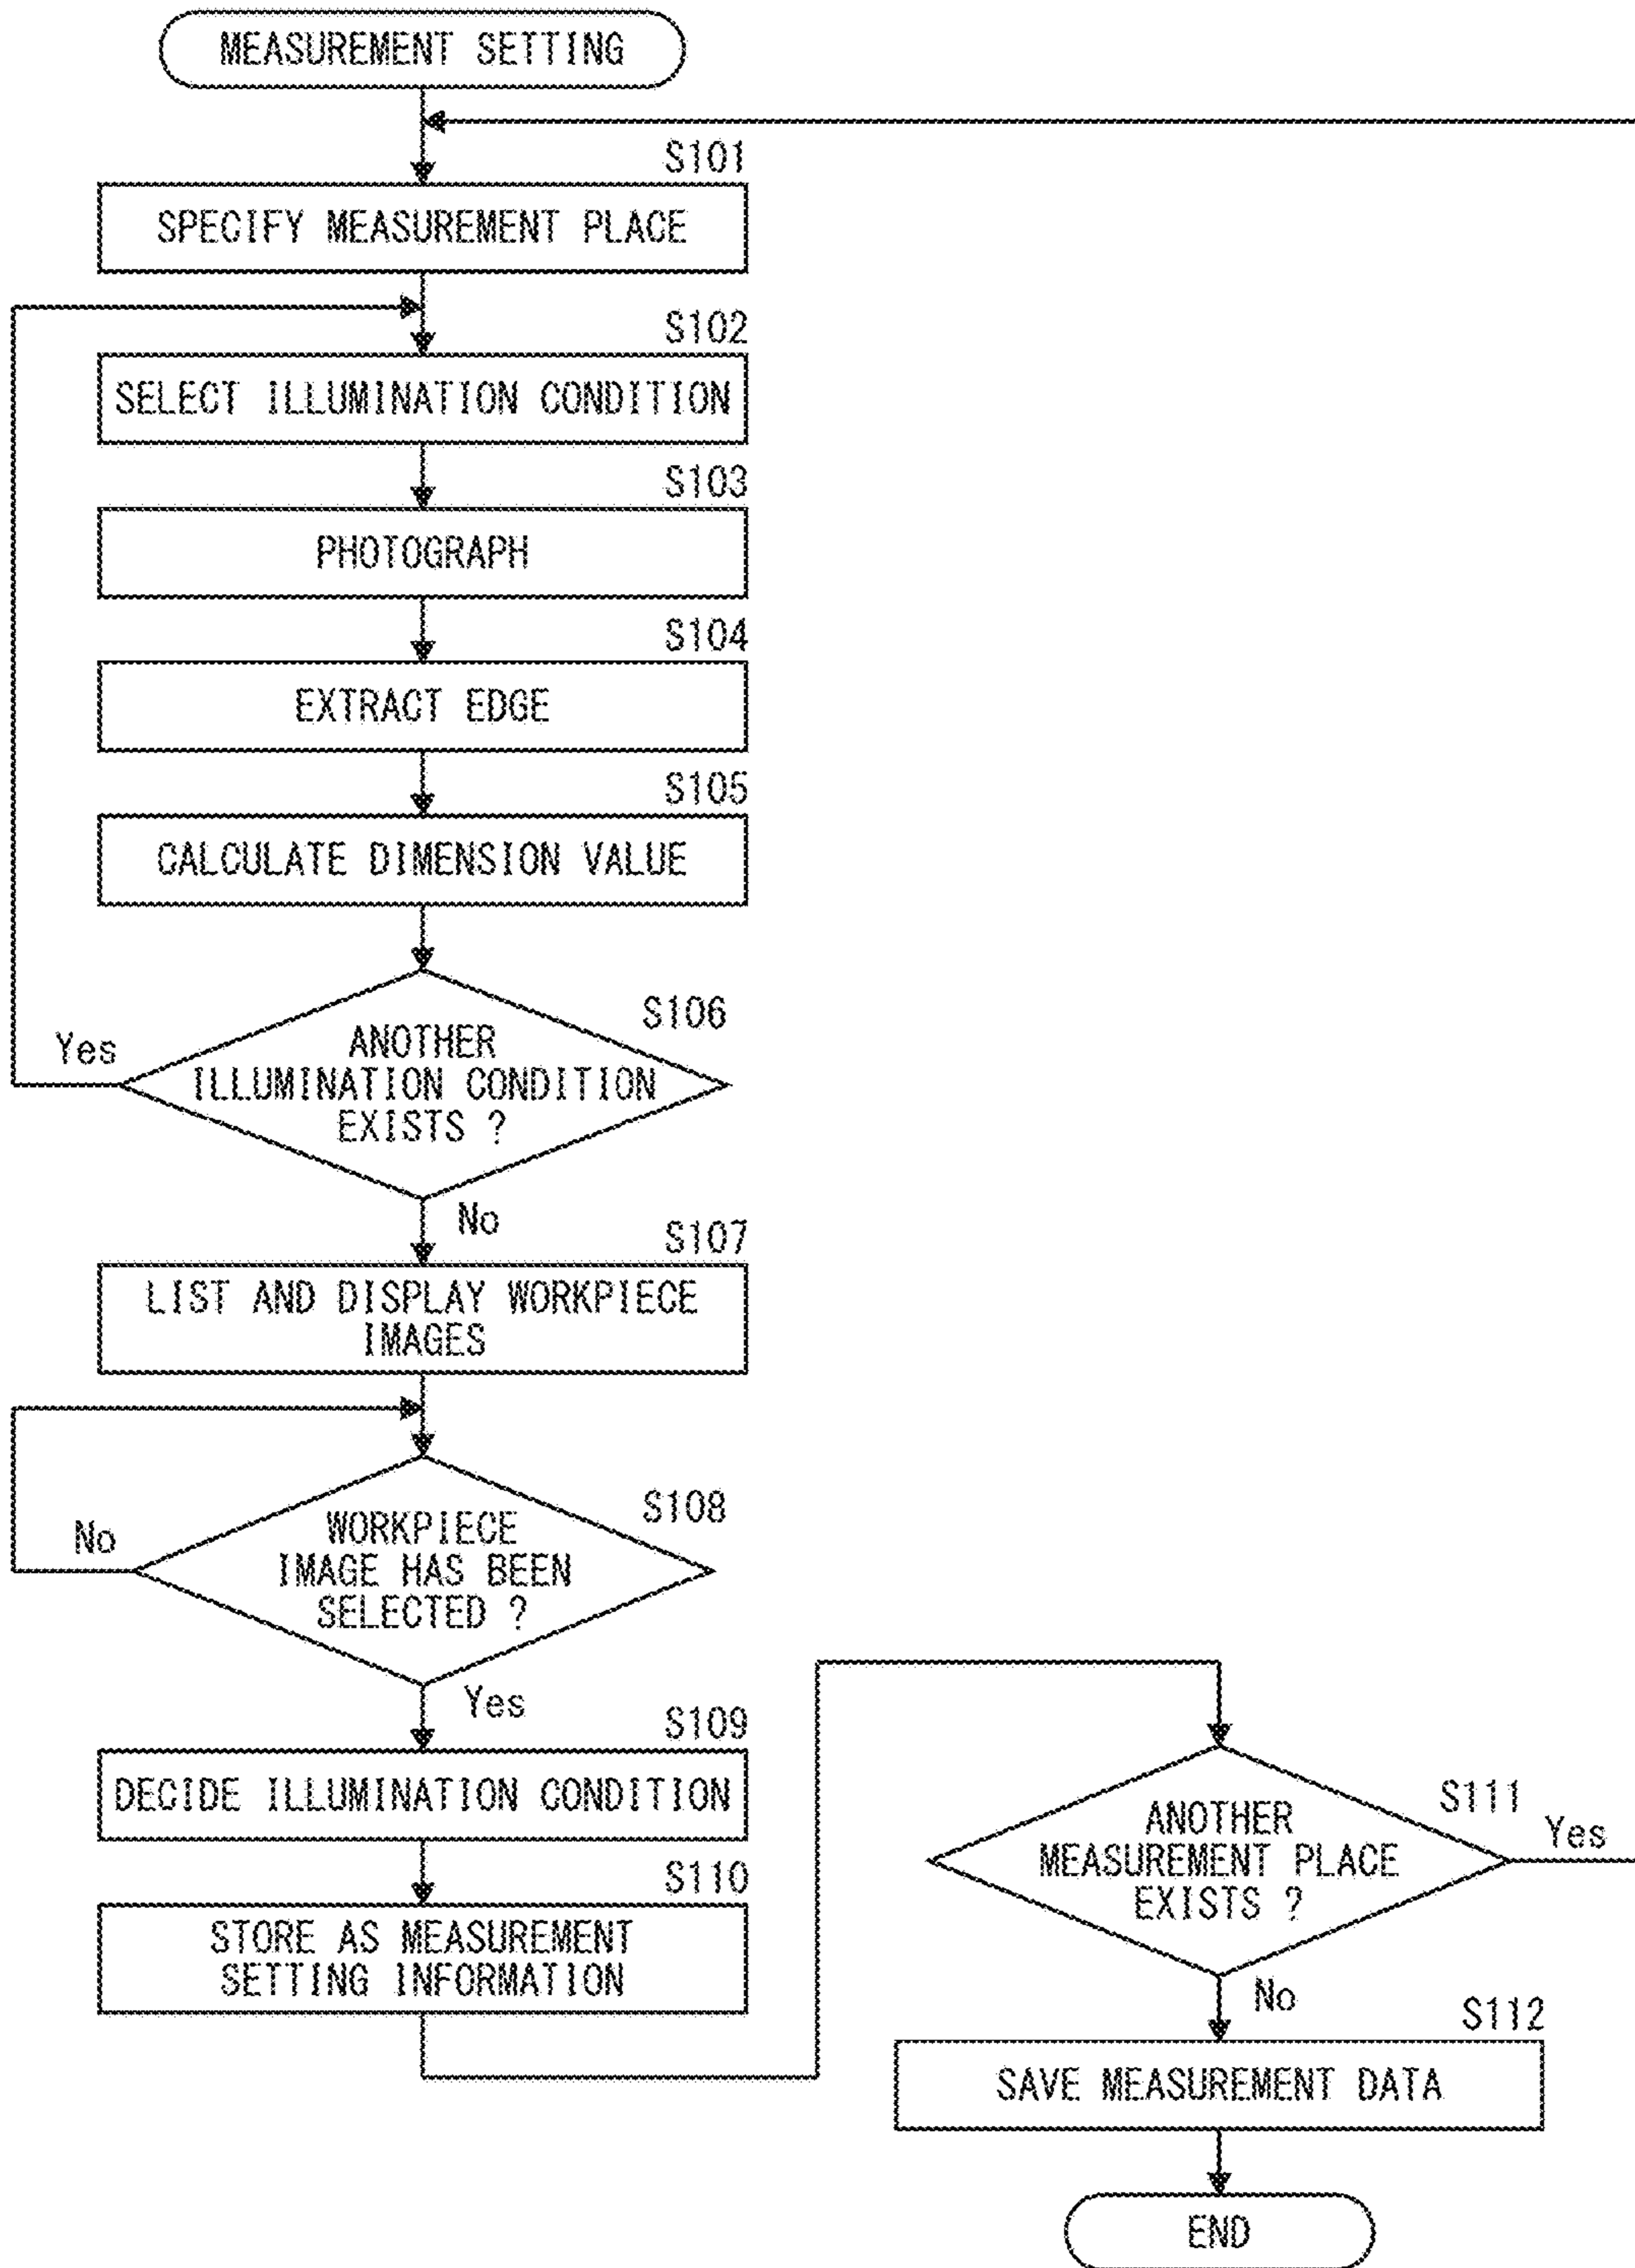 MEASUREMENT SETTING
S101
SPECIFY MEASUREMENT PLACE
S102
SELECT ILLUMINATION CONDITION
S103
PHOTOGRAPH
S104
EXTRACT EDGE
S105
CALCULATE DIMENSION VALUE
S106
Yes
ANOTHER
ILLUMINATION CONDITION
EXISTS ?
No
S107
LIST AND DISPLAY WORKPIECE
IMAGES
S108
No
WORKPIECE
IMAGE HAS BEEN
SELECTED ?
Yes
S109
DECIDE ILLUMINATION CONDITION
S110
STORE AS MEASUREMENT
SETTING INFORMATION
S111
Yes
ANOTHER
MEASUREMENT PLACE
EXISTS ?
No
S112
SAVE MEASUREMENT DATA
END